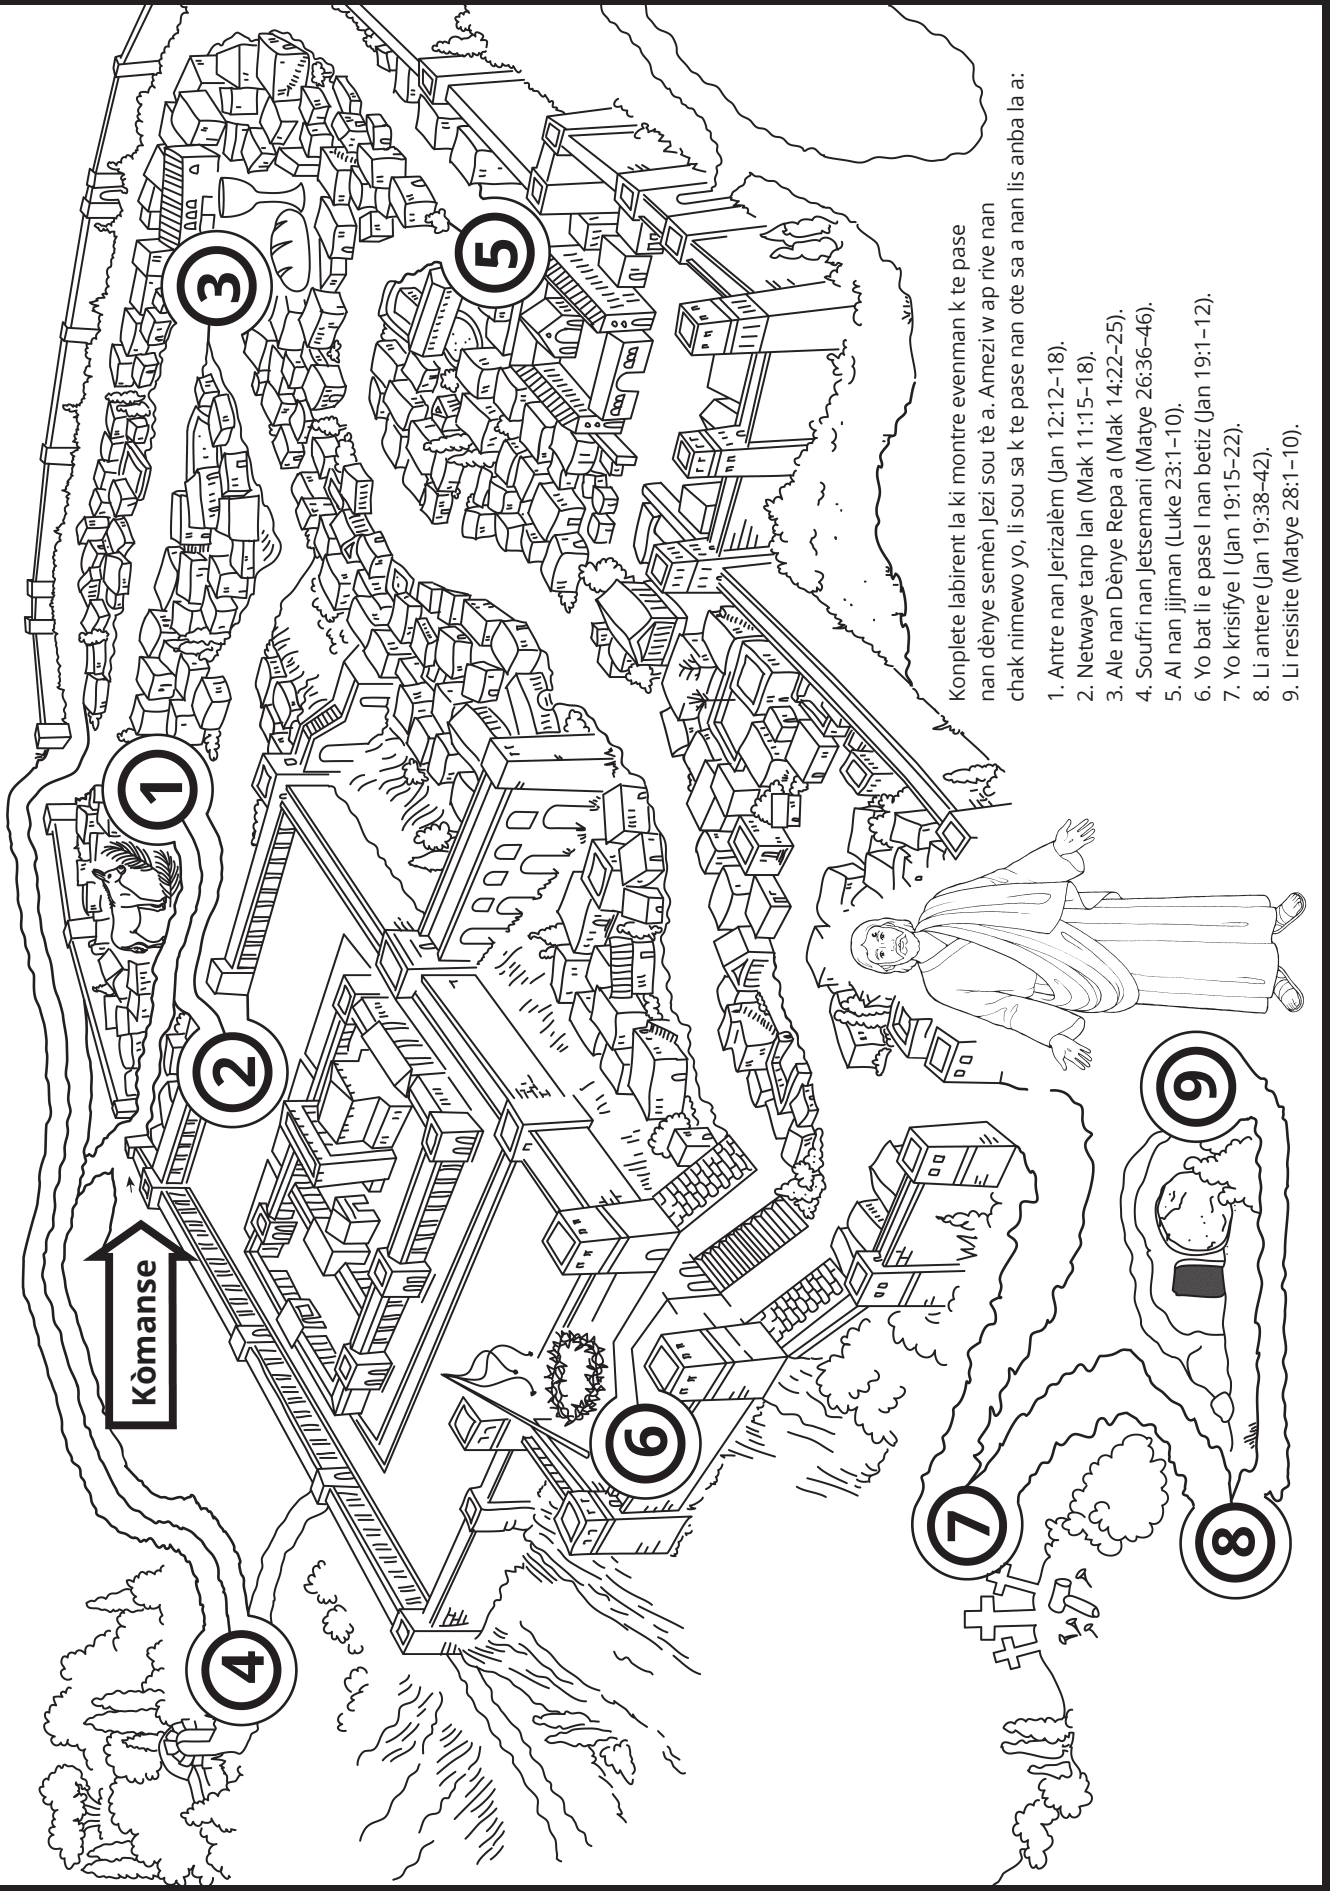 Konplete labirent la ki montre evenman k te pase
nan dènye semèn Jezi sou tè a. Amezi w ap rive nan
chak nimewo yo, li sou sa k te pase nan ote sa a nan lis anba la a:
1. Antre nan Jerizalèm (Jan 12:12–18).
2. Netwaye tanp lan (Mak 11:15–18).
3. Ale nan Dènye Repa a (Mak 14:22–25).
4. Soufri nan Jetsemani (Matye 26:36–46).
5. Al nan jijman (Luke 23:1–10).
6. Yo bat li e pase l nan betiz (Jan 19:1–12).
7. Yo krisifye l (Jan 19:15–22).
8. Li antere (Jan 19:38–42).
9. Li resisite (Matye 28:1–10).
Kòmanse
1
2
3
4
5
6
7
8
9